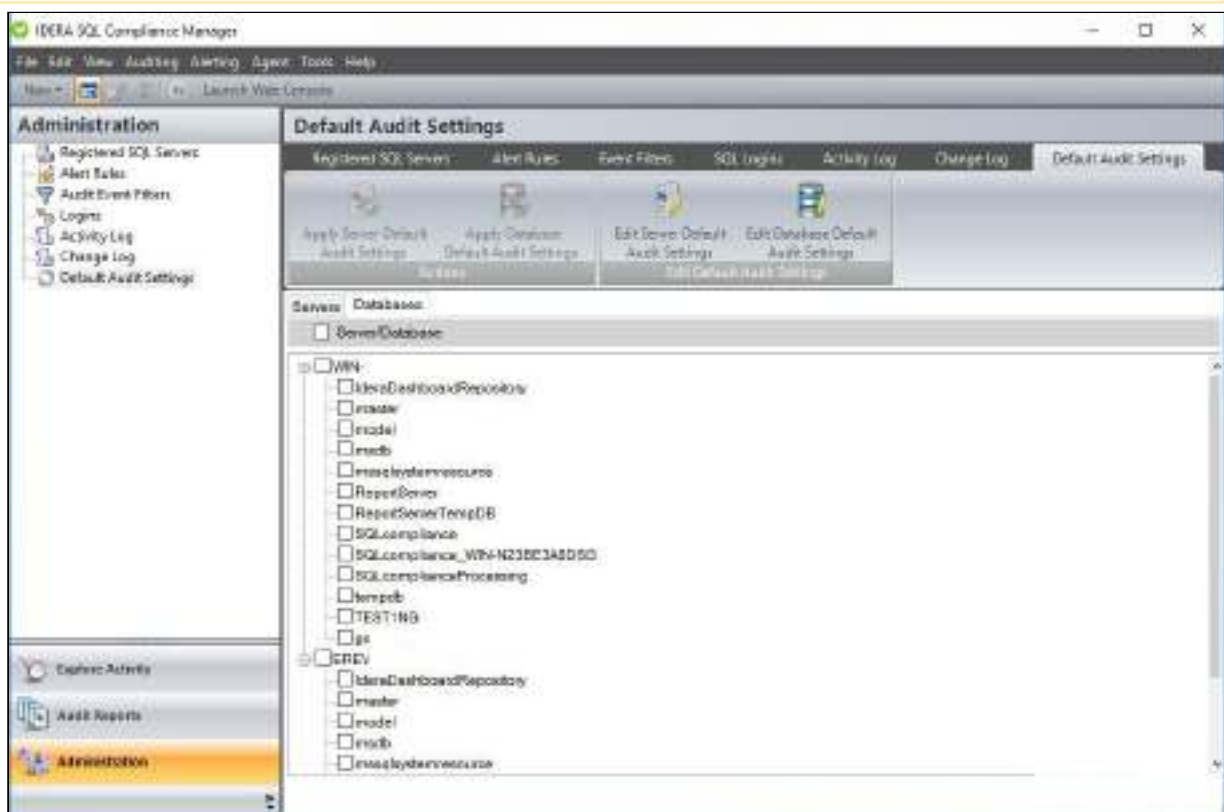 IDERA SQL Compliance Manager
File Edit View Auditing Alerting Agent Tools Help
New Launch Web Console
Administration
Registered SQL Servers
Alert Rules
Audit Event Filters
Logins
Activity Log
Change Log
Default Audit Settings
Default Audit Settings
Registered SQL Servers Alert Rules Event Filters SQL Logins Activity Log Change Log Default Audit Settings
Apply Server Default Audit Settings
Apply Database Default Audit Settings
Edit Server Default Audit Settings
Edit Database Default Audit Settings
Actions
Edit Default Audit Settings
Servers Databases
Server/Database
WIN-
IderaDashboardRepository
master
model
msdb
mssqlsystemresource
ReportServer
ReportServerTempDB
SQLcompliance
SQLcomplianceProcessing
tempdb
EREV
IderaDashboardRepository
master
model
msdb
mssqlsystemresource
Explore Activity
Audit Reports
Administration